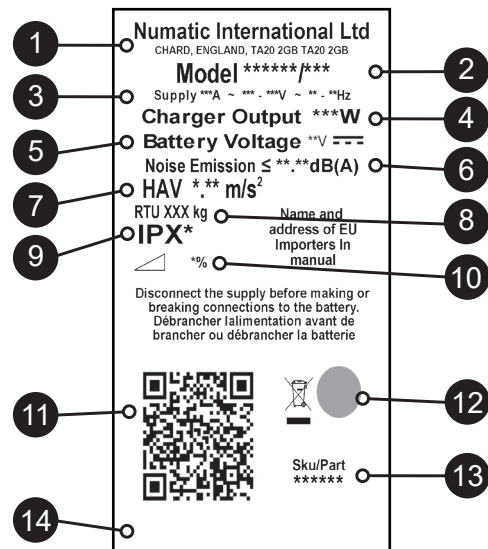 Numatic International Ltd
CHARD, ENGLAND, TA20 2GB TA20 2GB
1
Model ******/***
2
3
Supply ***A ~ *** - ***V ~ ** - **Hz
Charger Output ***W
4
5
Battery Voltage **V
Noise Emission ≤ **.**dB(A)
6
7
HAV *.** m/s²
RTU XXX kg
8
9
IPX*
Name and
address of EU
Importers In
manual
*%
10
Disconnect the supply before making or
breaking connections to the battery.
Débrancher lalimentation avant de
brancher ou débrancher la batterie
11
12
Sku/Part
******
13
14